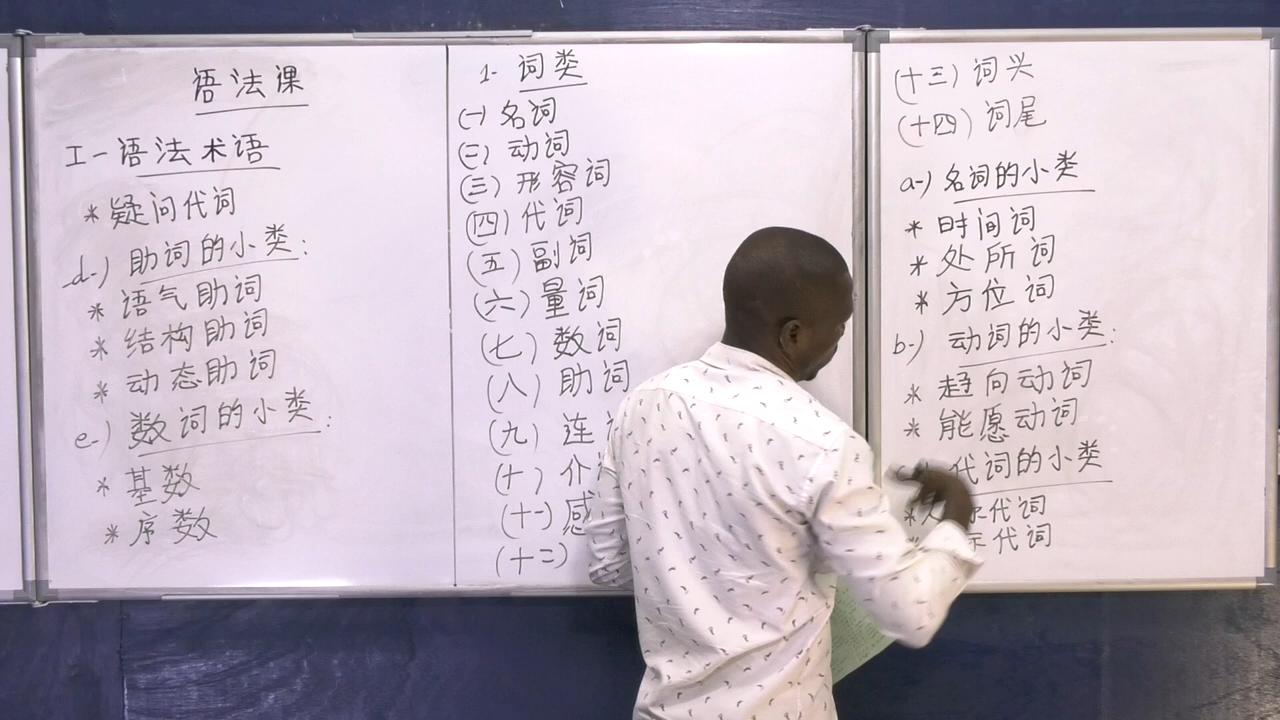 语法课
I-语法术语
* 疑问代词
d-) 助词的小类:
* 语气助词
* 结构助词
* 动态助词
e-) 数词的小类:
* 基数
* 序数
1- 词类
(一) 名词
(二) 动词
(三) 形容词
(四) 代词
(五) 副词
(六) 量词
(七) 数词
(八) 助词
(九) 连
(十) 介
(十一) 感
(十二)
(十三) 词兴
(十四) 词尾
a-) 名词的小类
* 时间词
* 处所词
* 方位词
b-) 动词的小类:
* 趋向动词
* 能愿动词
代词的小类
* 代词
代词